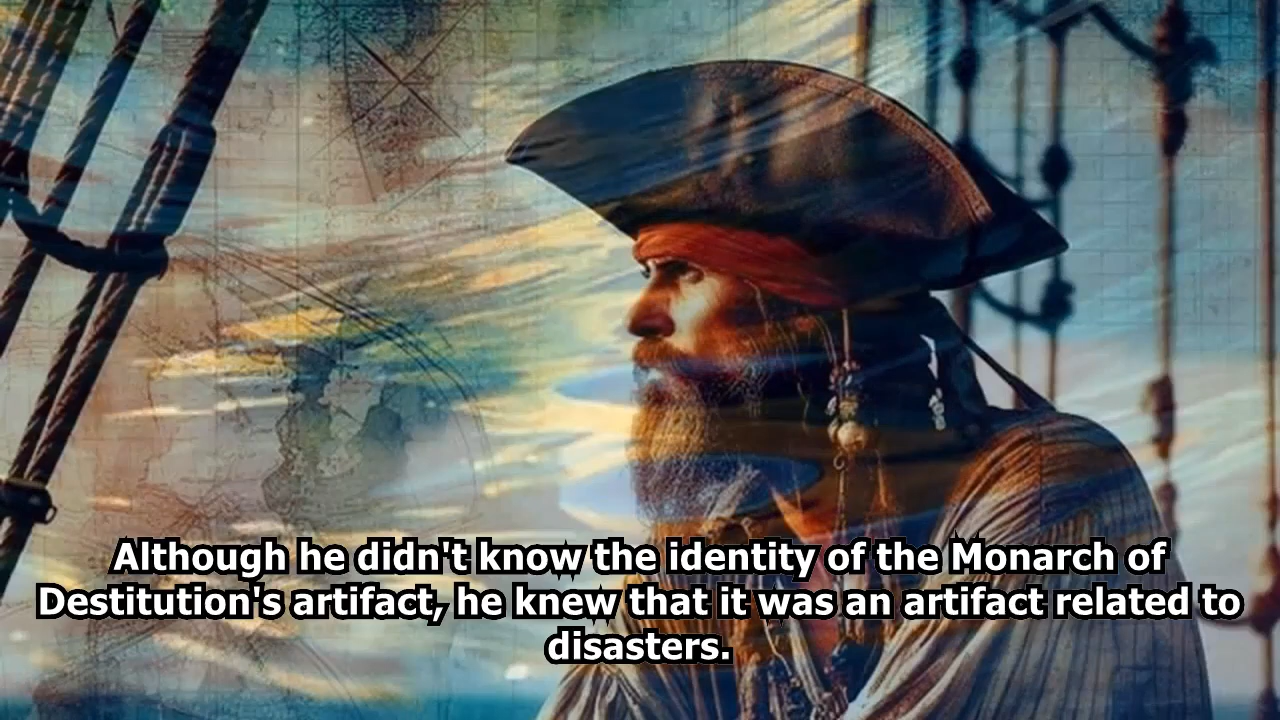 Although he didn't know the identity of the Monarch of
Destitution's artifact, he knew that it was an artifact related to
disasters.